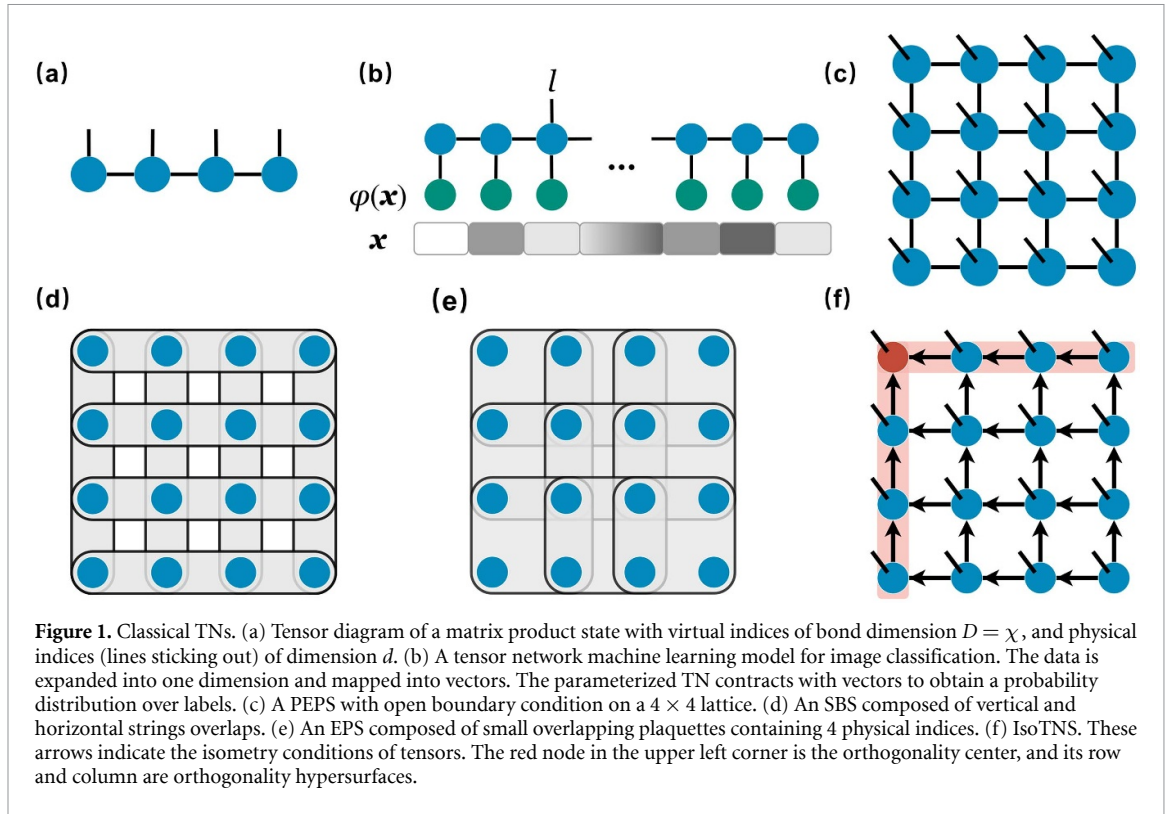 (a)
(b)
(c)
l
...
φ(x)
x
(d)
(e)
(f)
Figure 1. Classical TNs. (a) Tensor diagram of a matrix product state with virtual indices of bond dimension D = χ, and physical
indices (lines sticking out) of dimension d. (b) A tensor network machine learning model for image classification. The data is
expanded into one dimension and mapped into vectors. The parameterized TN contracts with vectors to obtain a probability
distribution over labels. (c) A PEPS with open boundary condition on a 4 × 4 lattice. (d) An SBS composed of vertical and
horizontal strings overlaps. (e) An EPS composed of small overlapping plaquettes containing 4 physical indices. (f) IsoTNS. These
arrows indicate the isometry conditions of tensors. The red node in the upper left corner is the orthogonality center, and its row
and column are orthogonality hypersurfaces.